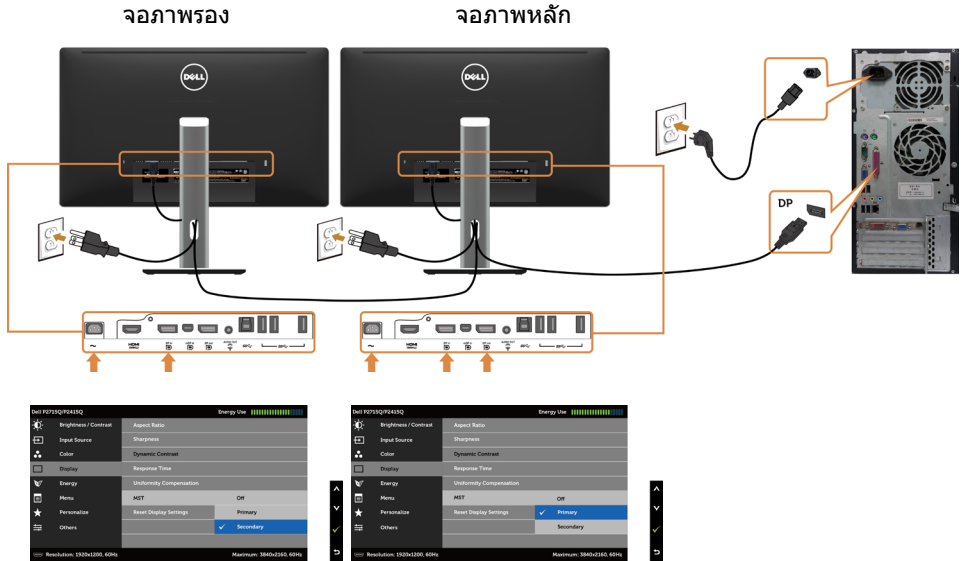 จอภาพรอง
จอภาพหลัก
DELL
DELL
DP
HDMI
HDMI
Dell P2715Q/P2415Q
Energy Use
Brightness / Contrast
Aspect Ratio
Input Source
Sharpness
Color
Dynamic Contrast
Display
Response Time
Energy
Uniformity Compensation
Menu
MST
Off
Personalize
Reset Display Settings
Primary
Others
Secondary
Resolution: 1920x1200, 60Hz
Maximum: 3840x2160, 60Hz
Dell P2715Q/P2415Q
Energy Use
Brightness / Contrast
Aspect Ratio
Input Source
Sharpness
Color
Dynamic Contrast
Display
Response Time
Energy
Uniformity Compensation
Menu
MST
Off
Personalize
Reset Display Settings
Primary
Others
Secondary
Resolution: 1920x1200, 60Hz
Maximum: 3840x2160, 60Hz